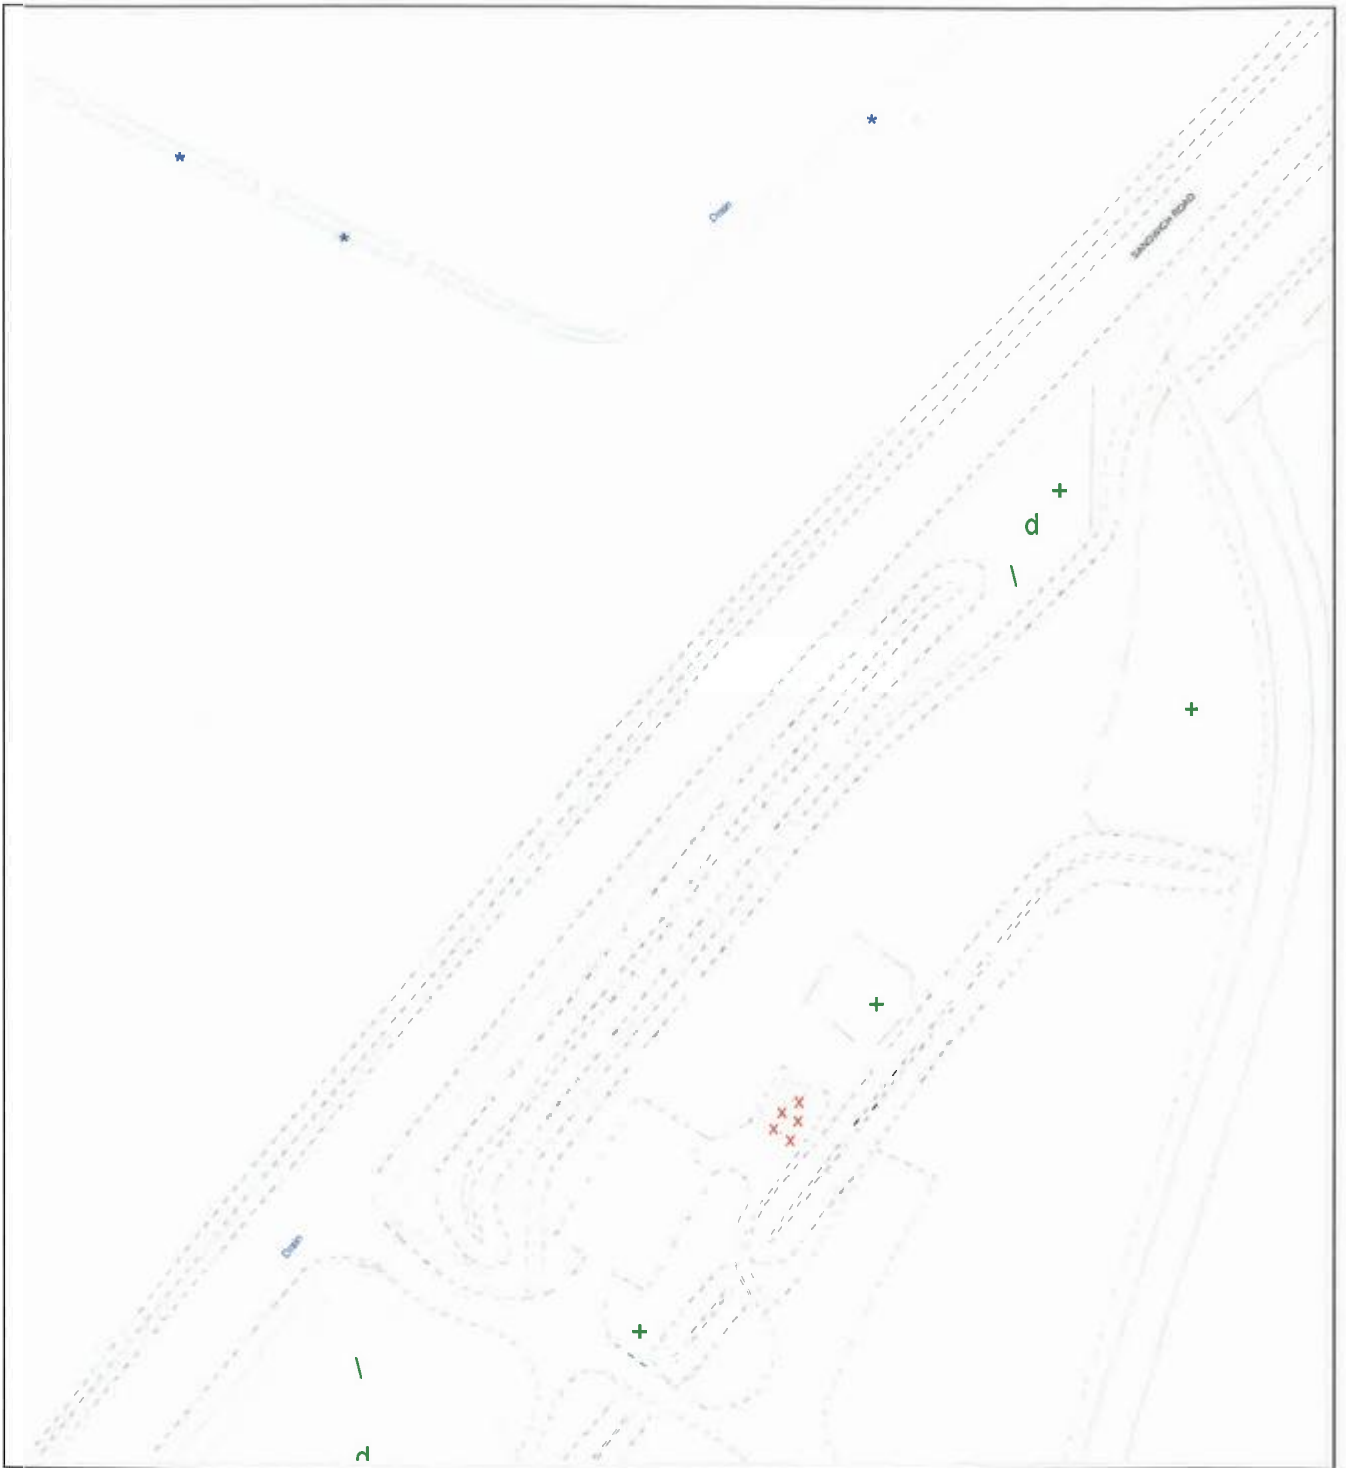 *
*
Drain
SANDWICH ROAD
*
+
d
\
+
+
x
x
x
x
x
Drain
+
\
d